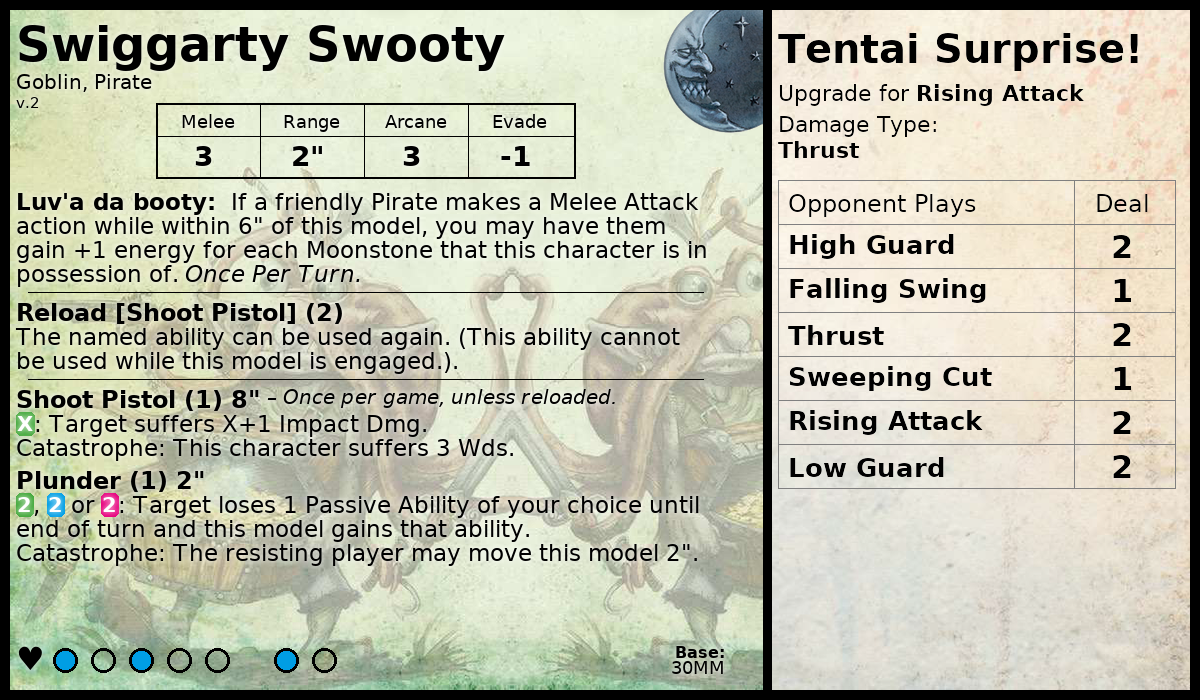 Swiggarty Swooty
Goblin, Pirate
v.2
Melee Range Arcane Evade
3 2" 3 -1
Luv'a da booty: If a friendly Pirate makes a Melee Attack
action while within 6" of this model, you may have them
gain +1 energy for each Moonstone that this character is in
possession of. Once Per Turn.
Reload [Shoot Pistol] (2)
The named ability can be used again. (This ability cannot
be used while this model is engaged.).
Shoot Pistol (1) 8" – Once per game, unless reloaded.
X: Target suffers X+1 Impact Dmg.
Catastrophe: This character suffers 3 Wds.
Plunder (1) 2"
2, 2 or 2: Target loses 1 Passive Ability of your choice until
end of turn and this model gains that ability.
Catastrophe: The resisting player may move this model 2".
Base:
30MM
Tentai Surprise!
Upgrade for Rising Attack
Damage Type:
Thrust
Opponent Plays Deal
High Guard 2
Falling Swing 1
Thrust 2
Sweeping Cut 1
Rising Attack 2
Low Guard 2